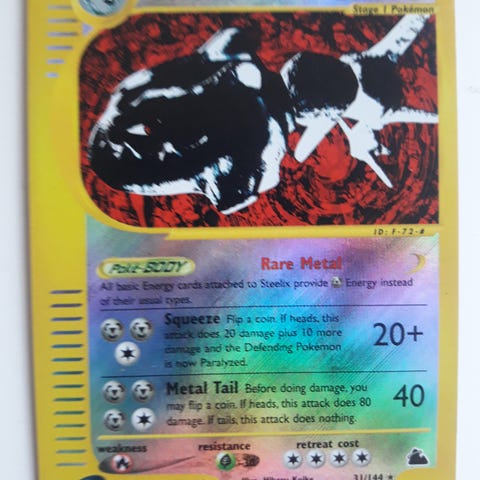 Stage 1 Pokémon
ID: F-72-#
Poké-BODY Rare Metal
All basic Energy cards attached to Steelix provide Energy instead
of their usual types.
Squeeze Flip a coin. If heads, this
attack does 20 damage plus 10 more
damage and the Defending Pokémon
is now Paralyzed.
20+
Metal Tail Before doing damage, you
may flip a coin. If heads, this attack does 80
damage. If tails, this attack does nothing.
40
weakness resistance retreat cost
-30
31/144 ★